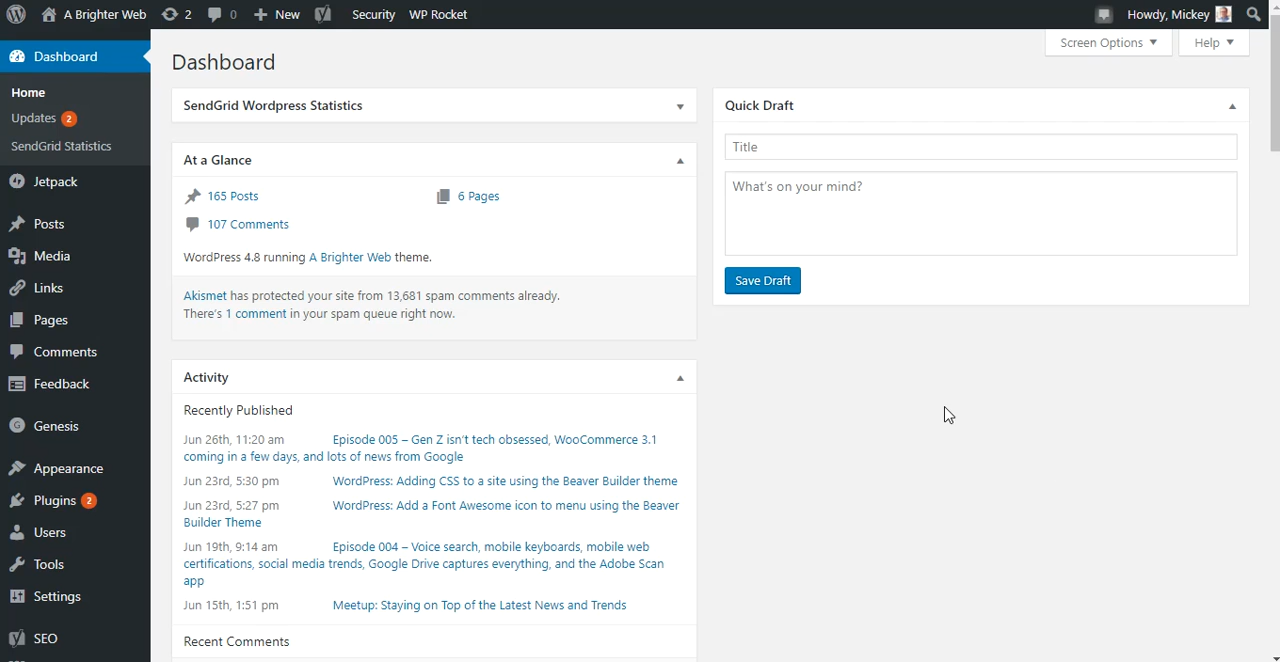 A Brighter Web 2 0 New Security WP Rocket Howdy, Mickey
Screen Options Help
Dashboard
Home
Updates 2
SendGrid Statistics
Jetpack
Posts
Media
Links
Pages
Comments
Feedback
Genesis
Appearance
Plugins 2
Users
Tools
Settings
SEO
Dashboard
SendGrid Wordpress Statistics
At a Glance
165 Posts 6 Pages
107 Comments
WordPress 4.8 running A Brighter Web theme.
Akismet has protected your site from 13,681 spam comments already.
There's 1 comment in your spam queue right now.
Activity
Recently Published
Jun 26th, 11:20 am Episode 005 – Gen Z isn't tech obsessed, WooCommerce 3.1
coming in a few days, and lots of news from Google
Jun 23rd, 5:30 pm WordPress: Adding CSS to a site using the Beaver Builder theme
Jun 23rd, 5:27 pm WordPress: Add a Font Awesome icon to menu using the Beaver
Builder Theme
Jun 19th, 9:14 am Episode 004 – Voice search, mobile keyboards, mobile web
certifications, social media trends, Google Drive captures everything, and the Adobe Scan
app
Jun 15th, 1:51 pm Meetup: Staying on Top of the Latest News and Trends
Recent Comments
Quick Draft
Title
What's on your mind?
Save Draft